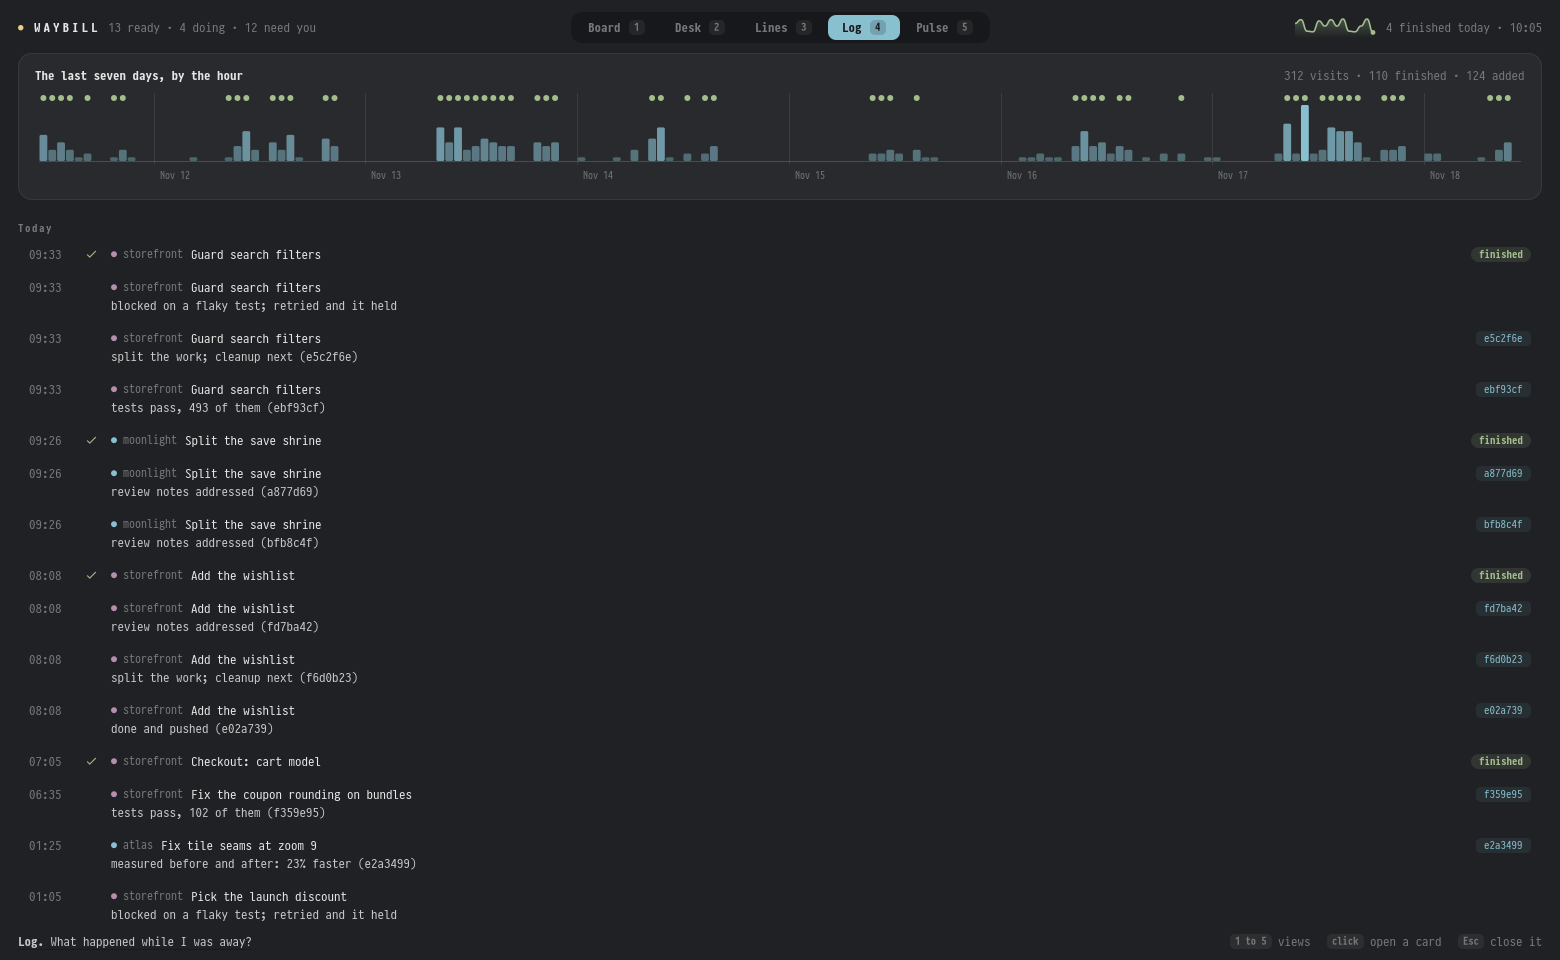 WAYBILL 13 ready • 4 doing • 12 need you
Board 1 Desk 2 Lines 3 Log 4 Pulse 5
4 finished today • 10:05
The last seven days, by the hour
312 visits • 110 finished • 124 added
Nov 12 Nov 13 Nov 14 Nov 15 Nov 16 Nov 17 Nov 18
Today
09:33 storefront Guard search filters finished
09:33 storefront Guard search filters
blocked on a flaky test; retried and it held
09:33 storefront Guard search filters e5c2f6e
split the work; cleanup next (e5c2f6e)
09:33 storefront Guard search filters ebf93cf
tests pass, 493 of them (ebf93cf)
09:26 moonlight Split the save shrine finished
09:26 moonlight Split the save shrine a877d69
review notes addressed (a877d69)
09:26 moonlight Split the save shrine bfb8c4f
review notes addressed (bfb8c4f)
08:08 storefront Add the wishlist finished
08:08 storefront Add the wishlist fd7ba42
review notes addressed (fd7ba42)
08:08 storefront Add the wishlist f6d0b23
split the work; cleanup next (f6d0b23)
08:08 storefront Add the wishlist e02a739
done and pushed (e02a739)
07:05 storefront Checkout: cart model finished
06:35 storefront Fix the coupon rounding on bundles f359e95
tests pass, 102 of them (f359e95)
01:25 atlas Fix tile seams at zoom 9 e2a3499
measured before and after: 23% faster (e2a3499)
01:05 storefront Pick the launch discount
blocked on a flaky test; retried and it held
Log. What happened while I was away?
1 to 5 views click open a card Esc close it